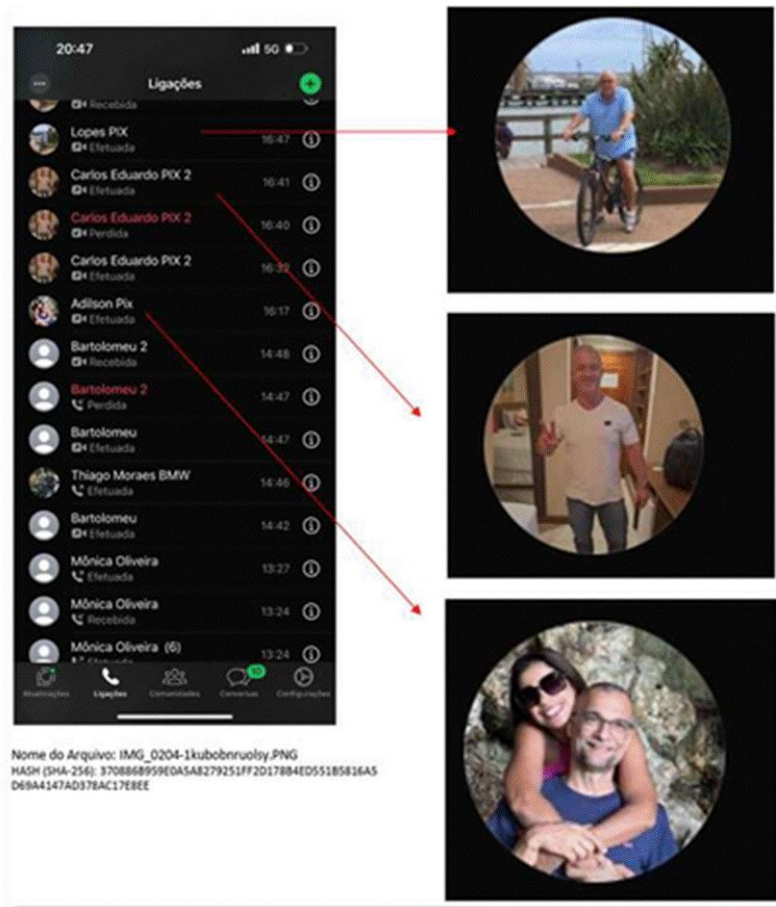 20:47
5G
Ligações
Recebida
Lopes PIX
Efetuada
16:47
Carlos Eduardo PIX 2
Efetuada
16:41
Carlos Eduardo PIX 2
Perdida
16:40
Carlos Eduardo PIX 2
Efetuada
16:32
Adilson Pix
Efetuada
16:17
Bartolomeu 2
Recebida
14:48
Bartolomeu 2
Perdida
14:47
Bartolomeu
Efetuada
14:47
Thiago Moraes BMW
Efetuada
14:46
Bartolomeu
Efetuada
14:42
Mônica Oliveira
Efetuada
13:27
Mônica Oliveira
Recebida
13:24
Mônica Oliveira (6)
Efetuada
13:24
10
Atualizações
Ligações
Comunidades
Conversas
Configurações
Nome do Arquivo: IMG_0204-1kubobnruolsy.PNG
HASH (SHA-256): 370886B959E0A5A8279251FF2D178B4ED551B5816A5
D69A4147AD378AC17E8EE